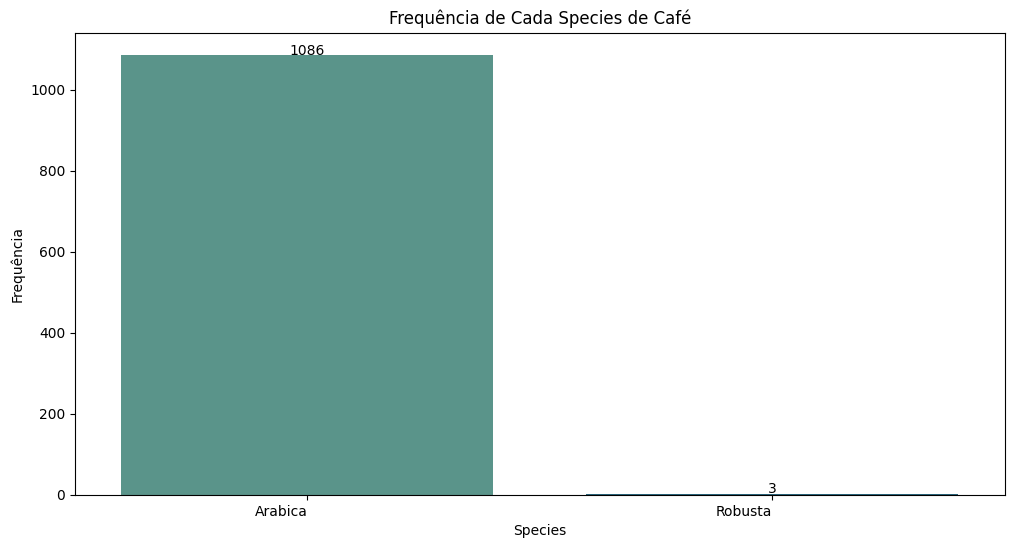 Frequência de Cada Species de Café
1086
1000
800
600
400
200
0
3
Frequência
Arabica
Robusta
Species